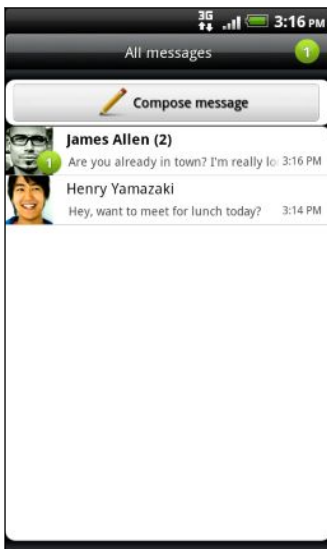 3G 3:16 PM
All messages 1
Compose message
James Allen (2)
1 Are you already in town? I'm really lo 3:16 PM
Henry Yamazaki
Hey, want to meet for lunch today? 3:14 PM